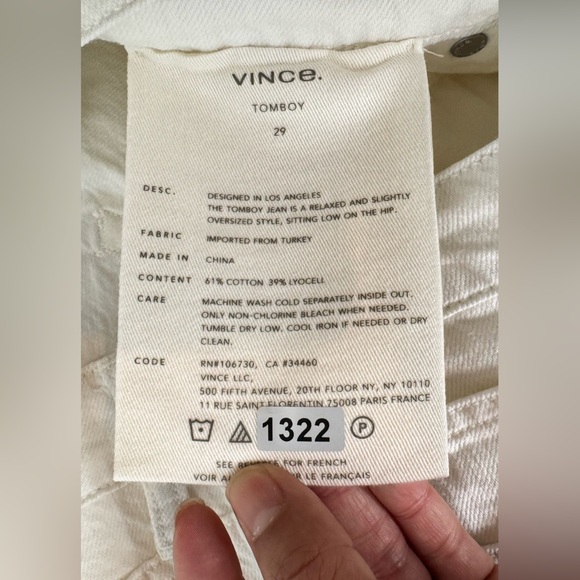 VINCe.
TOMBOY
29
DESC. DESIGNED IN LOS ANGELES
THE TOMBOY JEAN IS A RELAXED AND SLIGHTLY
OVERSIZED STYLE, SITTING LOW ON THE HIP.
FABRIC IMPORTED FROM TURKEY
MADE IN CHINA
CONTENT 61% COTTON 39% LYOCELL
CARE MACHINE WASH COLD SEPARATELY INSIDE OUT.
ONLY NON-CHLORINE BLEACH WHEN NEEDED.
TUMBLE DRY LOW. COOL IRON IF NEEDED OR DRY
CLEAN.
CODE RN#106730, CA #34460
VINCE LLC,
500 FIFTH AVENUE, 20TH FLOOR NY, NY 10110
11 RUE SAINT FLORENTIN 75008 PARIS FRANCE
1322 P
SEE FOR FRENCH
VOIR LE FRANÇAIS